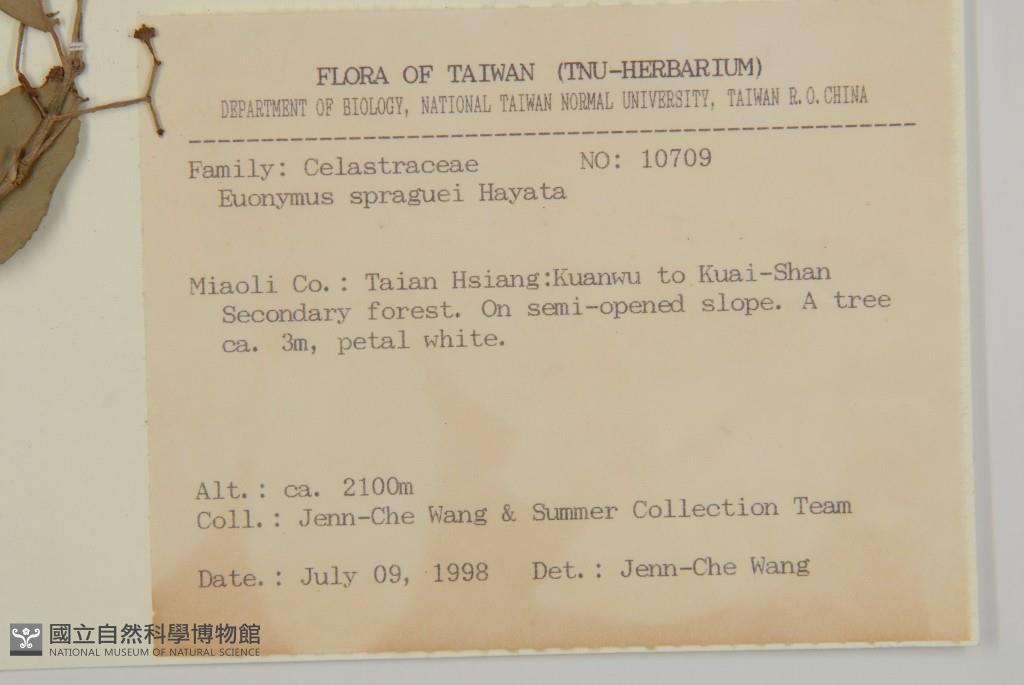 FLORA OF TAIWAN (TNU-HERBARIUM)
DEPARTMENT OF BIOLOGY, NATIONAL TAIWAN NORMAL UNIVERSITY, TAIWAN R.O.CHINA
Family: Celastraceae NO: 10709
Euonymus spraguei Hayata
Miaoli Co.: Taian Hsiang:Kuanwu to Kuai-Shan
Secondary forest. On semi-opened slope. A tree
ca. 3m, petal white.
Alt.: ca. 2100m
Coll.: Jenn-Che Wang & Summer Collection Team
Date.: July 09, 1998 Det.: Jenn-Che Wang
國立自然科學博物館
NATIONAL MUSEUM OF NATURAL SCIENCE